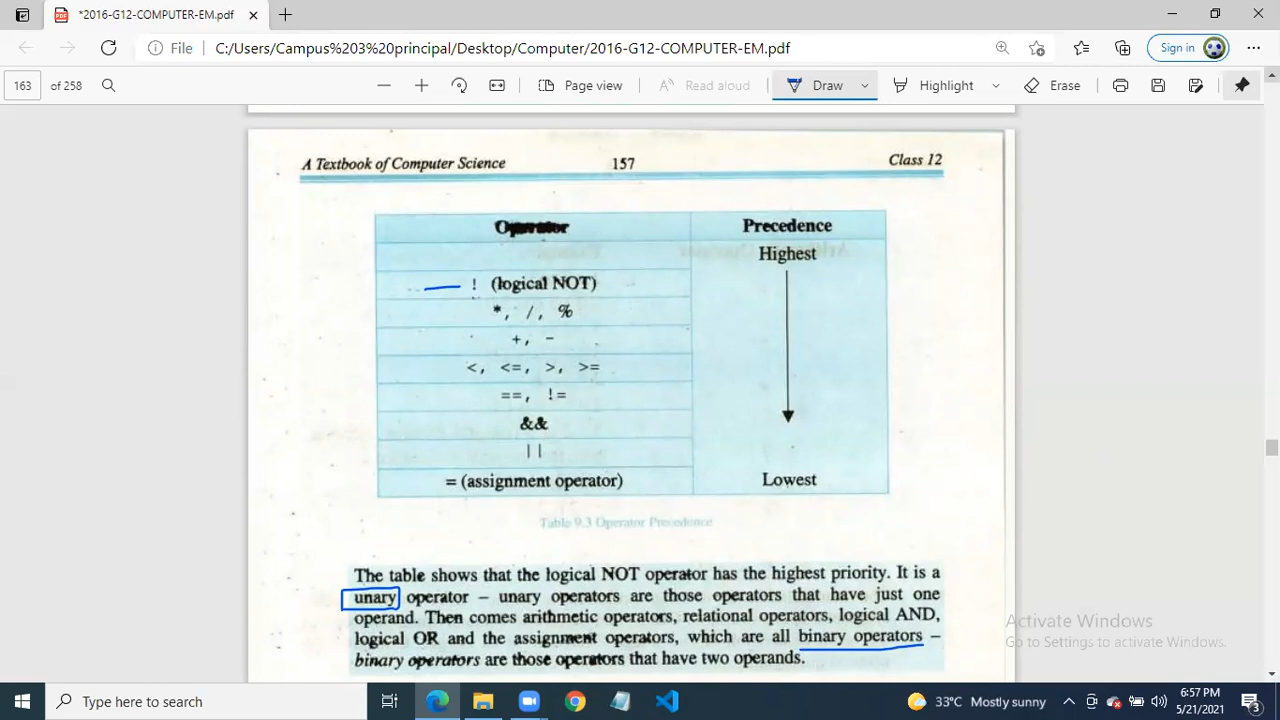 *2016-G12-COMPUTER-EM.pdf
File C:/Users/Campus%203%20principal/Desktop/Computer/2016-G12-COMPUTER-EM.pdf Sign in
163 of 258 Page view Read aloud Draw Highlight Erase
A Textbook of Computer Science 157 Class 12
Operator Precedence
Highest
! (logical NOT)
*, /, %
+, -
<, <=, >, >=
==, !=
&&
||
= (assignment operator) Lowest
Table 9.3 Operator Precedence
The table shows that the logical NOT operator has the highest priority. It is a
unary operator – unary operators are those operators that have just one
operand. Then comes arithmetic operators, relational operators, logical AND,
logical OR and the assignment operators, which are all binary operators –
binary operators are those operators that have two operands.
Activate Windows
Go to Settings to activate Windows.
Type here to search 33°C Mostly sunny 6:57 PM
5/21/2021 3